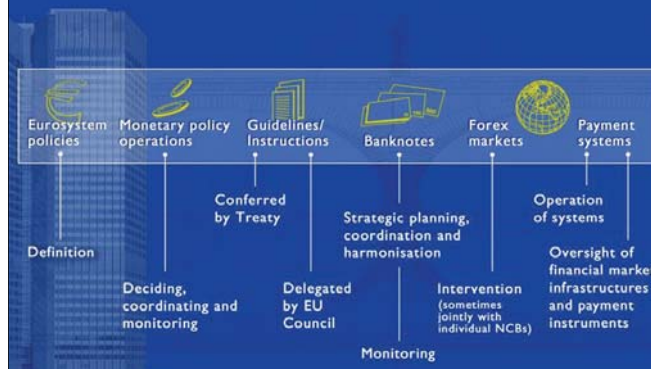 Eurosystem
policies
Monetary policy
operations
Guidelines/
Instructions
Banknotes
Forex
markets
Payment
systems
Conferred
by Treaty
Operation
of systems
Strategic planning,
coordination and
harmonisation
Definition
Oversight of
financial market
infrastructures
and payment
instruments
Deciding,
coordinating and
monitoring
Delegated
by EU
Council
Intervention
(sometimes
jointly with
individual NCBs)
Monitoring